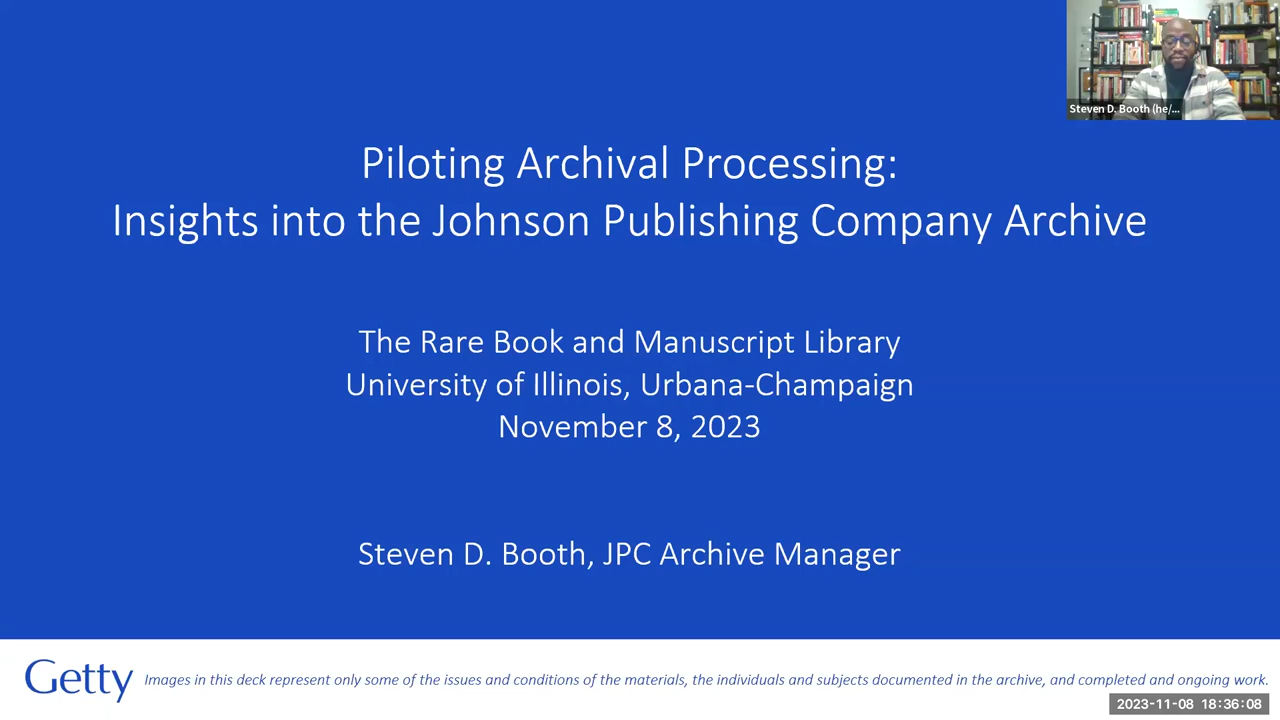 Steven D. Booth (he/...
Piloting Archival Processing:
Insights into the Johnson Publishing Company Archive
The Rare Book and Manuscript Library
University of Illinois, Urbana-Champaign
November 8, 2023
Steven D. Booth, JPC Archive Manager
Getty
Images in this deck represent only some of the issues and conditions of the materials, the individuals and subjects documented in the archive, and completed and ongoing work.
2023-11-08 18:36:08